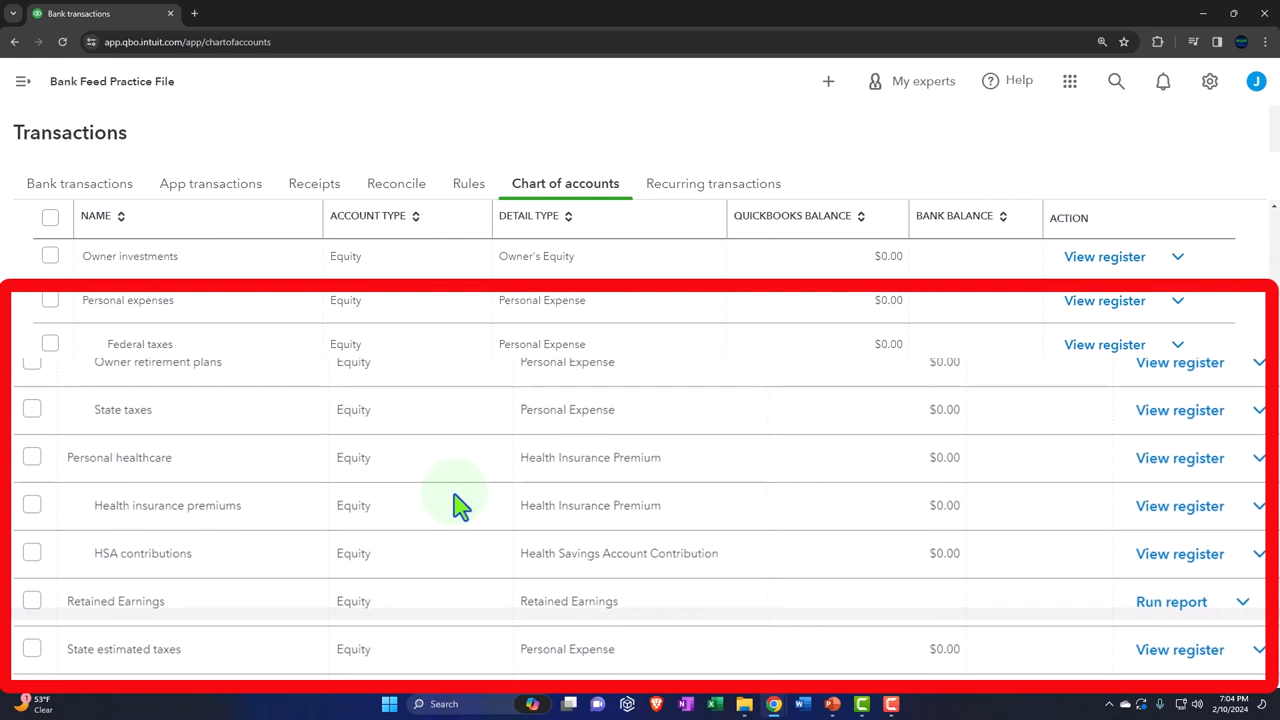 Bank transactions
app.qbo.intuit.com/app/chartofaccounts
Bank Feed Practice File
My experts
Help
J
Transactions
Bank transactions App transactions Receipts Reconcile Rules Chart of accounts Recurring transactions
NAME ACCOUNT TYPE DETAIL TYPE QUICKBOOKS BALANCE BANK BALANCE ACTION
Owner investments Equity Owner's Equity $0.00 View register
Personal expenses Equity Personal Expense $0.00 View register
Federal taxes Equity Personal Expense $0.00 View register
Owner retirement plans Equity Personal Expense $0.00 View register
State taxes Equity Personal Expense $0.00 View register
Personal healthcare Equity Health Insurance Premium $0.00 View register
Health insurance premiums Equity Health Insurance Premium $0.00 View register
HSA contributions Equity Health Savings Account Contribution $0.00 View register
Retained Earnings Equity Retained Earnings Run report
State estimated taxes Equity Personal Expense $0.00 View register
1 53°F
Clear
Search
7:04 PM
2/10/2024